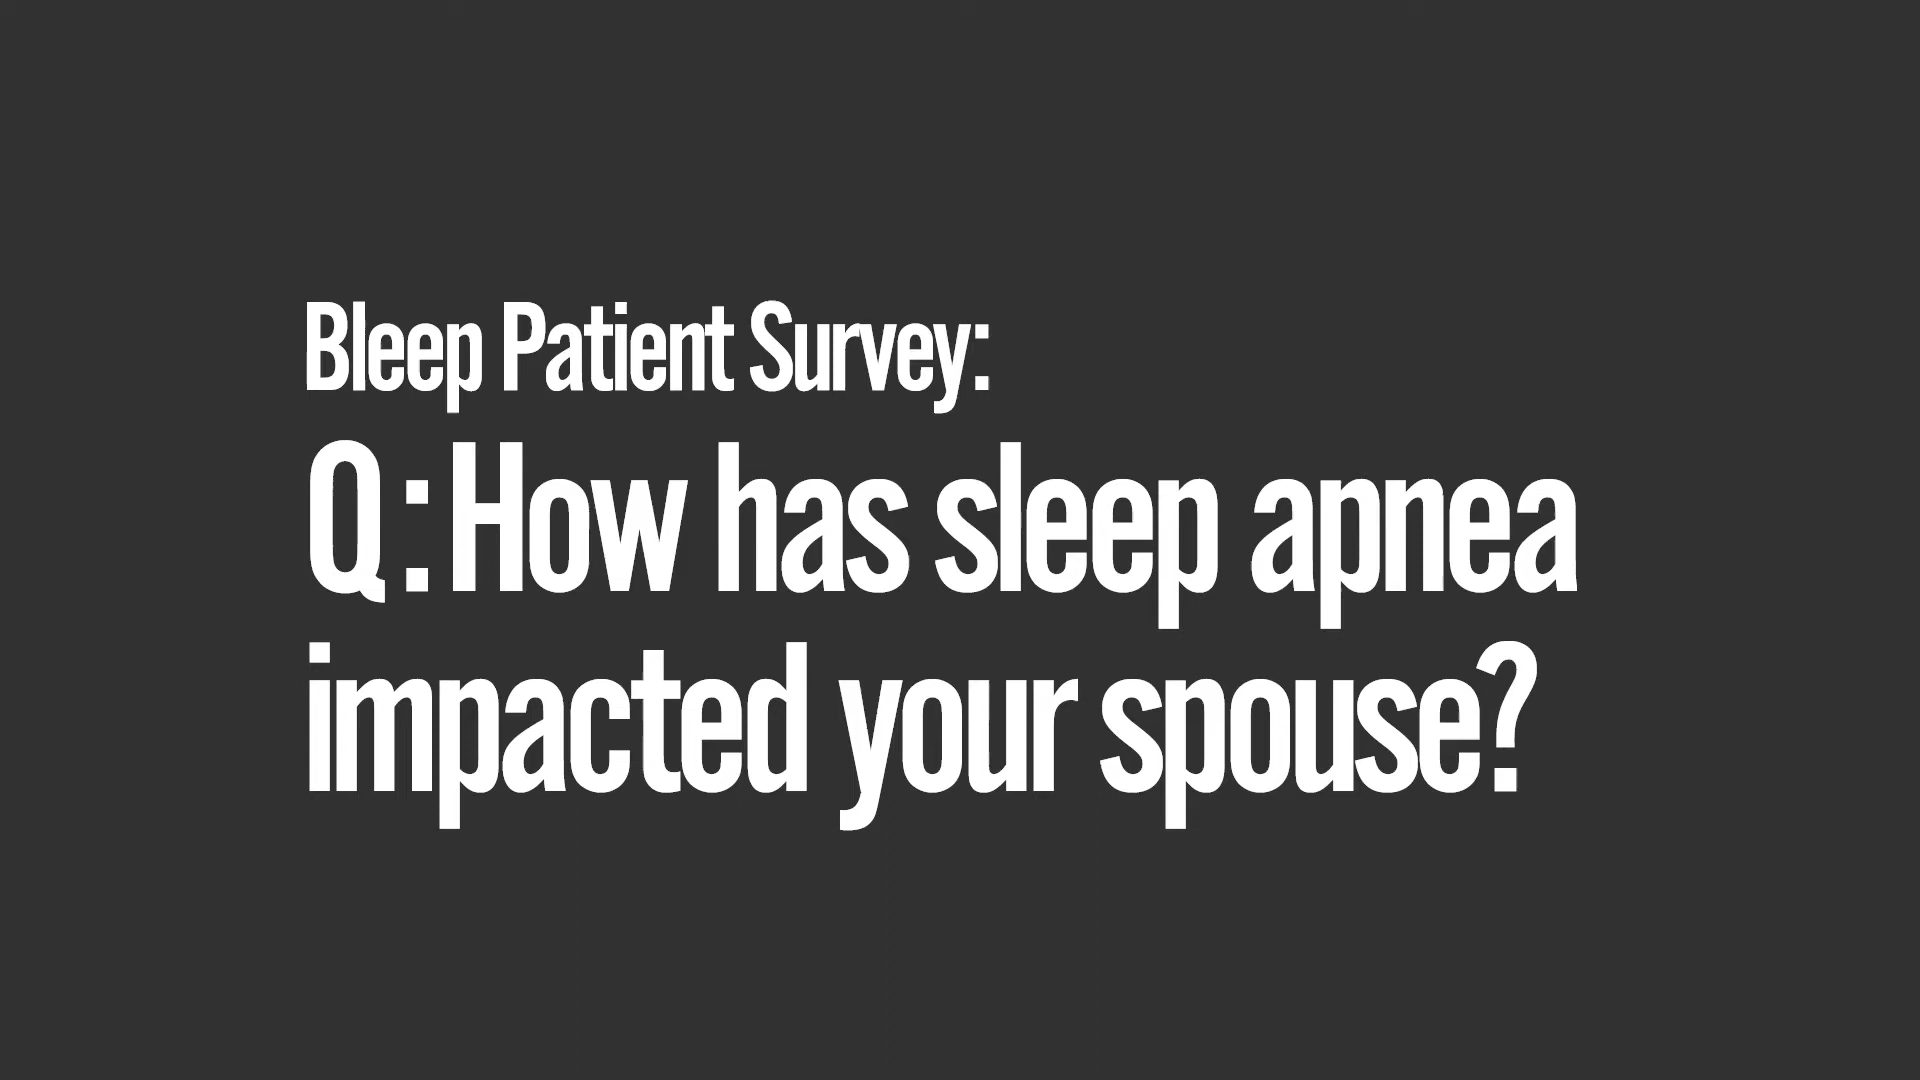 Bleep Patient Survey:
Q: How has sleep apnea
impacted your spouse?